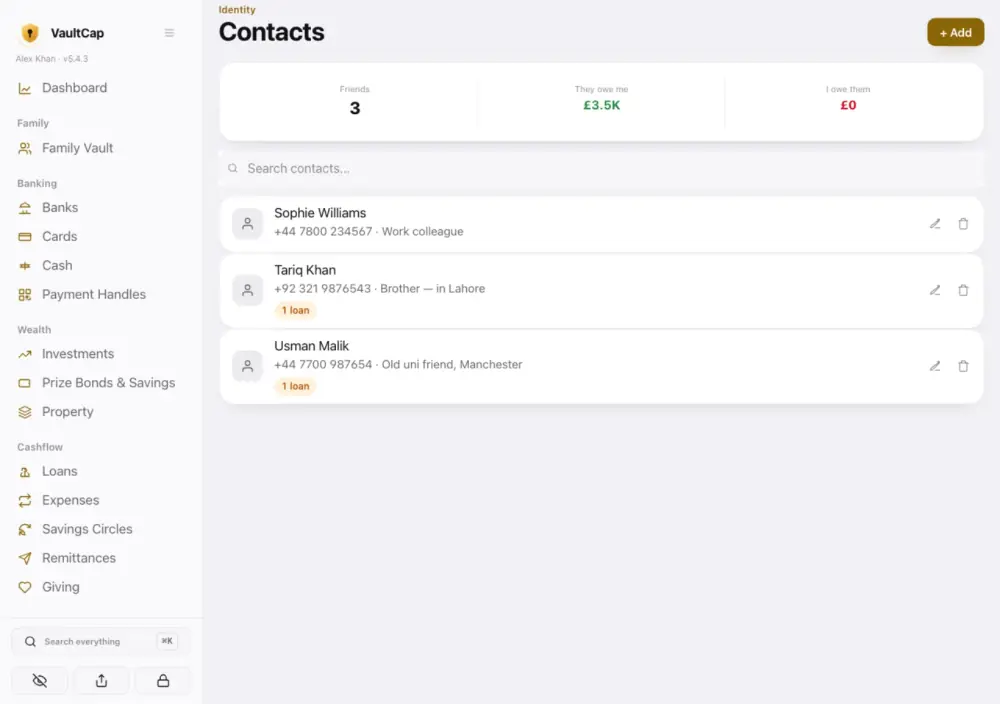 VaultCap
Alex Khan · v5.4.3
Dashboard
Family
Family Vault
Banking
Banks
Cards
Cash
Payment Handles
Wealth
Investments
Prize Bonds & Savings
Property
Cashflow
Loans
Expenses
Savings Circles
Remittances
Giving
Search everything ⌘K
Identity
Contacts
+ Add
Friends
3
They owe me
£3.5K
I owe them
£0
Search contacts...
Sophie Williams
+44 7800 234567 · Work colleague
Tariq Khan
+92 321 9876543 · Brother — in Lahore
1 loan
Usman Malik
+44 7700 987654 · Old uni friend, Manchester
1 loan